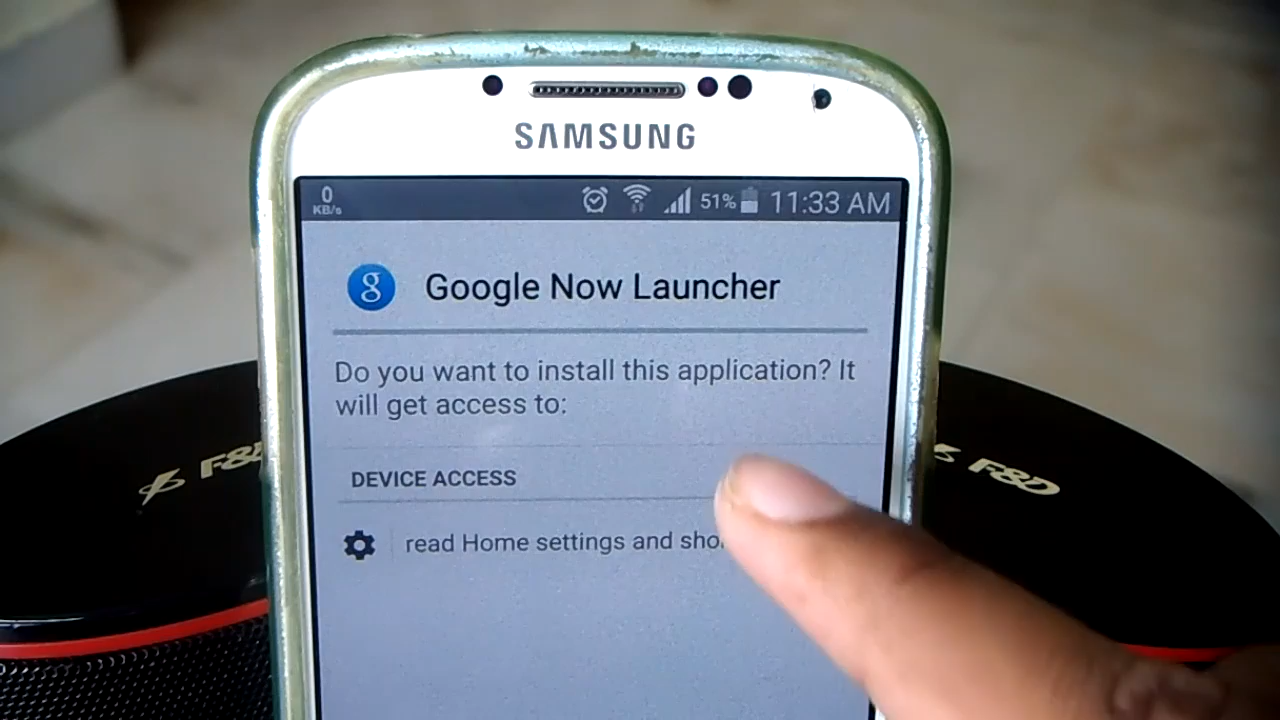 SAMSUNG
0
KB/s
51%
11:33 AM
g
Google Now Launcher
Do you want to install this application? It
will get access to:
DEVICE ACCESS
read Home settings and
F&D
F&D